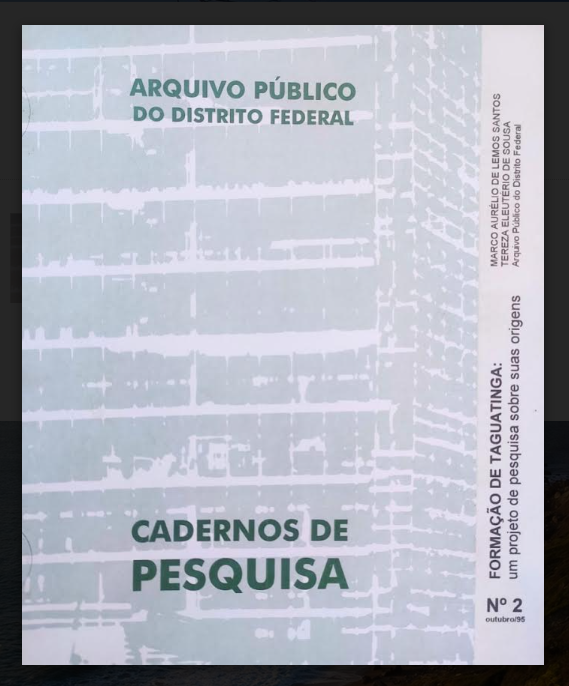 ARQUIVO PÚBLICO
DO DISTRITO FEDERAL
CADERNOS DE
PESQUISA
MARCO AURÉLIO DE LEMOS SANTOS
TEREZA ELEUTÉRIO DE SOUSA
Arquivo Público do Distrito Federal
FORMAÇÃO DE TAGUATINGA:
um projeto de pesquisa sobre suas origens
Nº 2
outubro/95